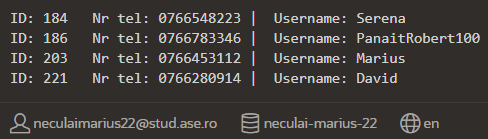 ID: 184 Nr tel: 0766548223 | Username: Serena
ID: 186 Nr tel: 0766783346 | Username: PanaitRobert100
ID: 203 Nr tel: 0766453112 | Username: Marius
ID: 221 Nr tel: 0766280914 | Username: David
neculaimarius22@stud.ase.ro neculai-marius-22 en